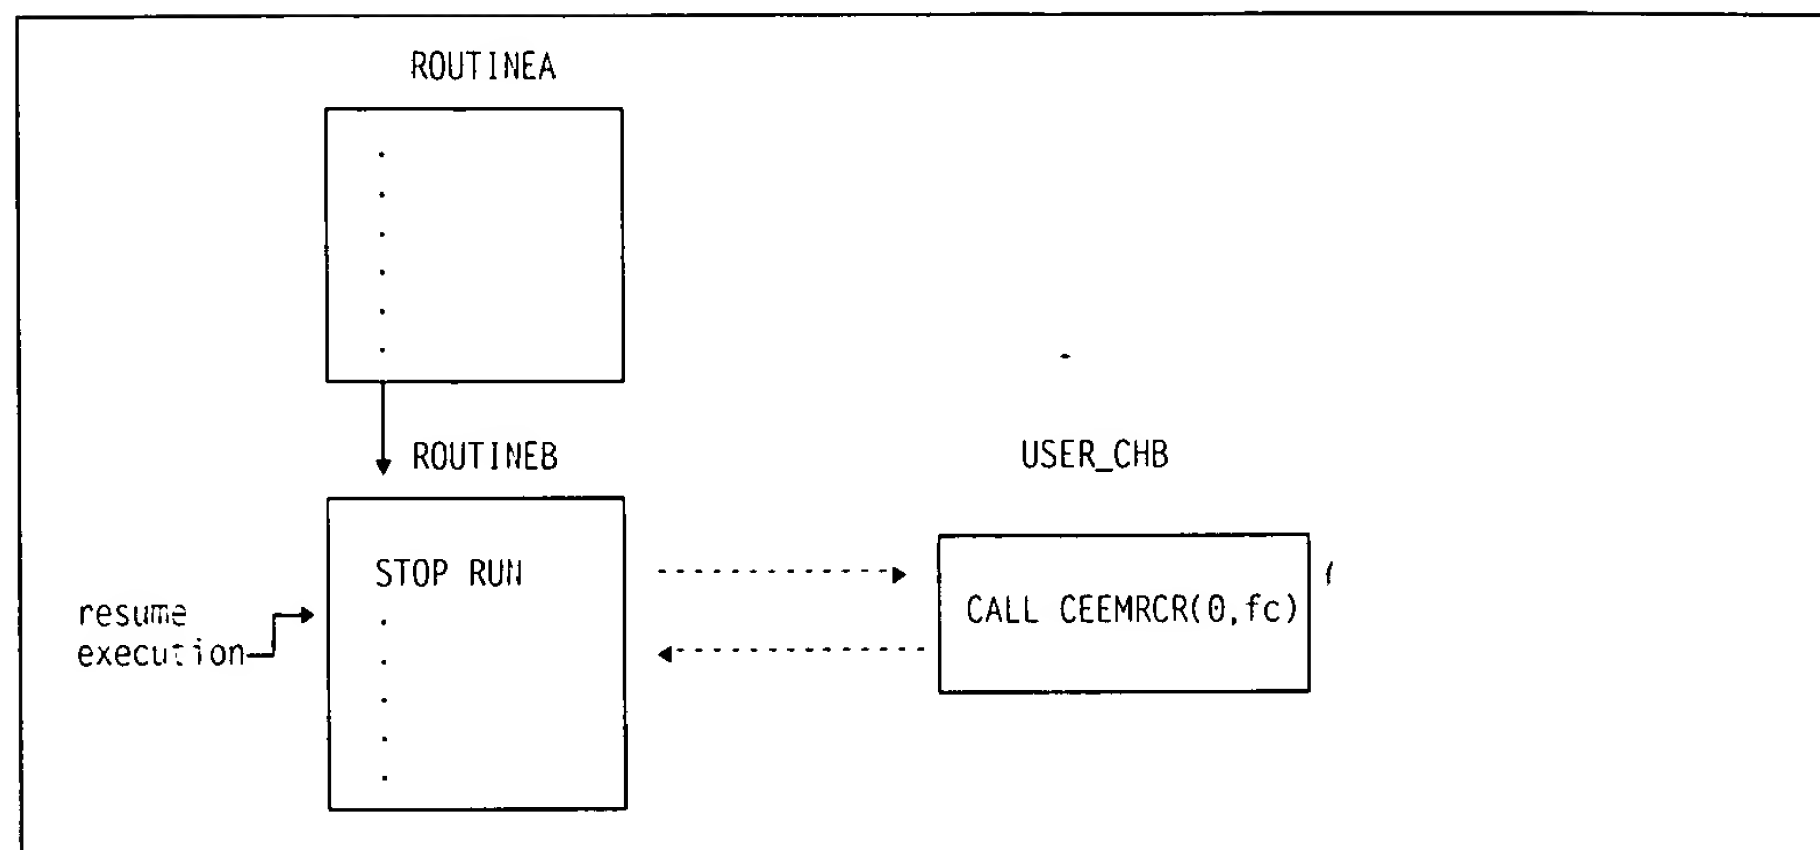 ROUTINEA
ROUTINEB
USER_CHB
STOP RUN
CALL CEEMRCR(0,fc)
resume
execution